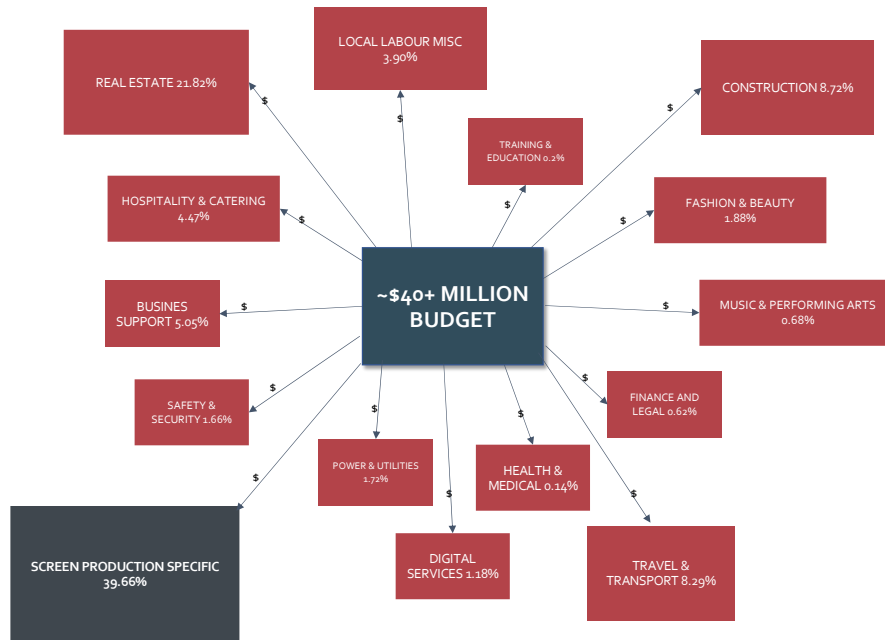 LOCAL LABOUR MISC
3.90%
REAL ESTATE 21.82%
CONSTRUCTION 8.72%
$
$
$
TRAINING &
EDUCATION 0.2%
HOSPITALITY & CATERING
4.47%
$
$
$
FASHION & BEAUTY
1.88%
~$40+ MILLION
BUDGET
BUSINES
SUPPORT 5.05%
$
$
MUSIC & PERFORMING ARTS
0.68%
SAFETY &
SECURITY 1.66%
$
$
FINANCE AND
LEGAL 0.62%
$
$
POWER & UTILITIES
1.72%
HEALTH &
MEDICAL 0.14%
$
$
$
SCREEN PRODUCTION SPECIFIC
39.66%
DIGITAL
SERVICES 1.18%
TRAVEL &
TRANSPORT 8.29%